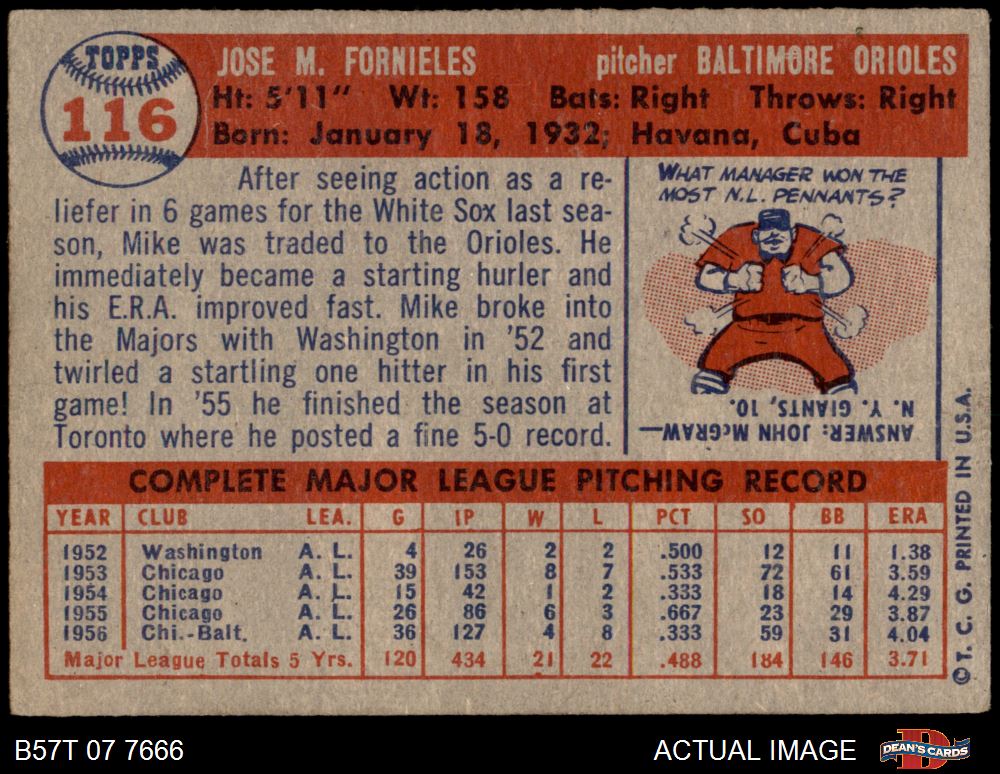 TOPPS
116
JOSE M. FORNIELES pitcher BALTIMORE ORIOLES
Ht: 5'11" Wt: 158 Bats: Right Throws: Right
Born: January 18, 1932; Havana, Cuba
After seeing action as a re-
liefer in 6 games for the White Sox last sea-
son, Mike was traded to the Orioles. He
immediately became a starting hurler and
his E.R.A. improved fast. Mike broke into
the Majors with Washington in '52 and
twirled a startling one hitter in his first
game! In '55 he finished the season at
Toronto where he posted a fine 5-0 record.
WHAT MANAGER WON THE
MOST N.L. PENNANTS?
ANSWER: JOHN McGRAW—
N. Y. GIANTS, 10.
COMPLETE MAJOR LEAGUE PITCHING RECORD
YEAR CLUB LEA. G IP W L PCT SO BB ERA
1952 Washington A. L. 4 26 2 2 .500 12 11 1.38
1953 Chicago A. L. 39 153 8 7 .533 72 61 3.59
1954 Chicago A. L. 15 42 1 2 .333 18 14 4.29
1955 Chicago A. L. 26 86 6 3 .667 23 29 3.87
1956 Chi.-Balt. A. L. 36 127 4 8 .333 59 31 4.04
Major League Totals 5 Yrs. 120 434 21 22 .488 184 146 3.71
© T. C. G. PRINTED IN U.S.A.
B57T 07 7666 ACTUAL IMAGE
DEAN'S CARDS